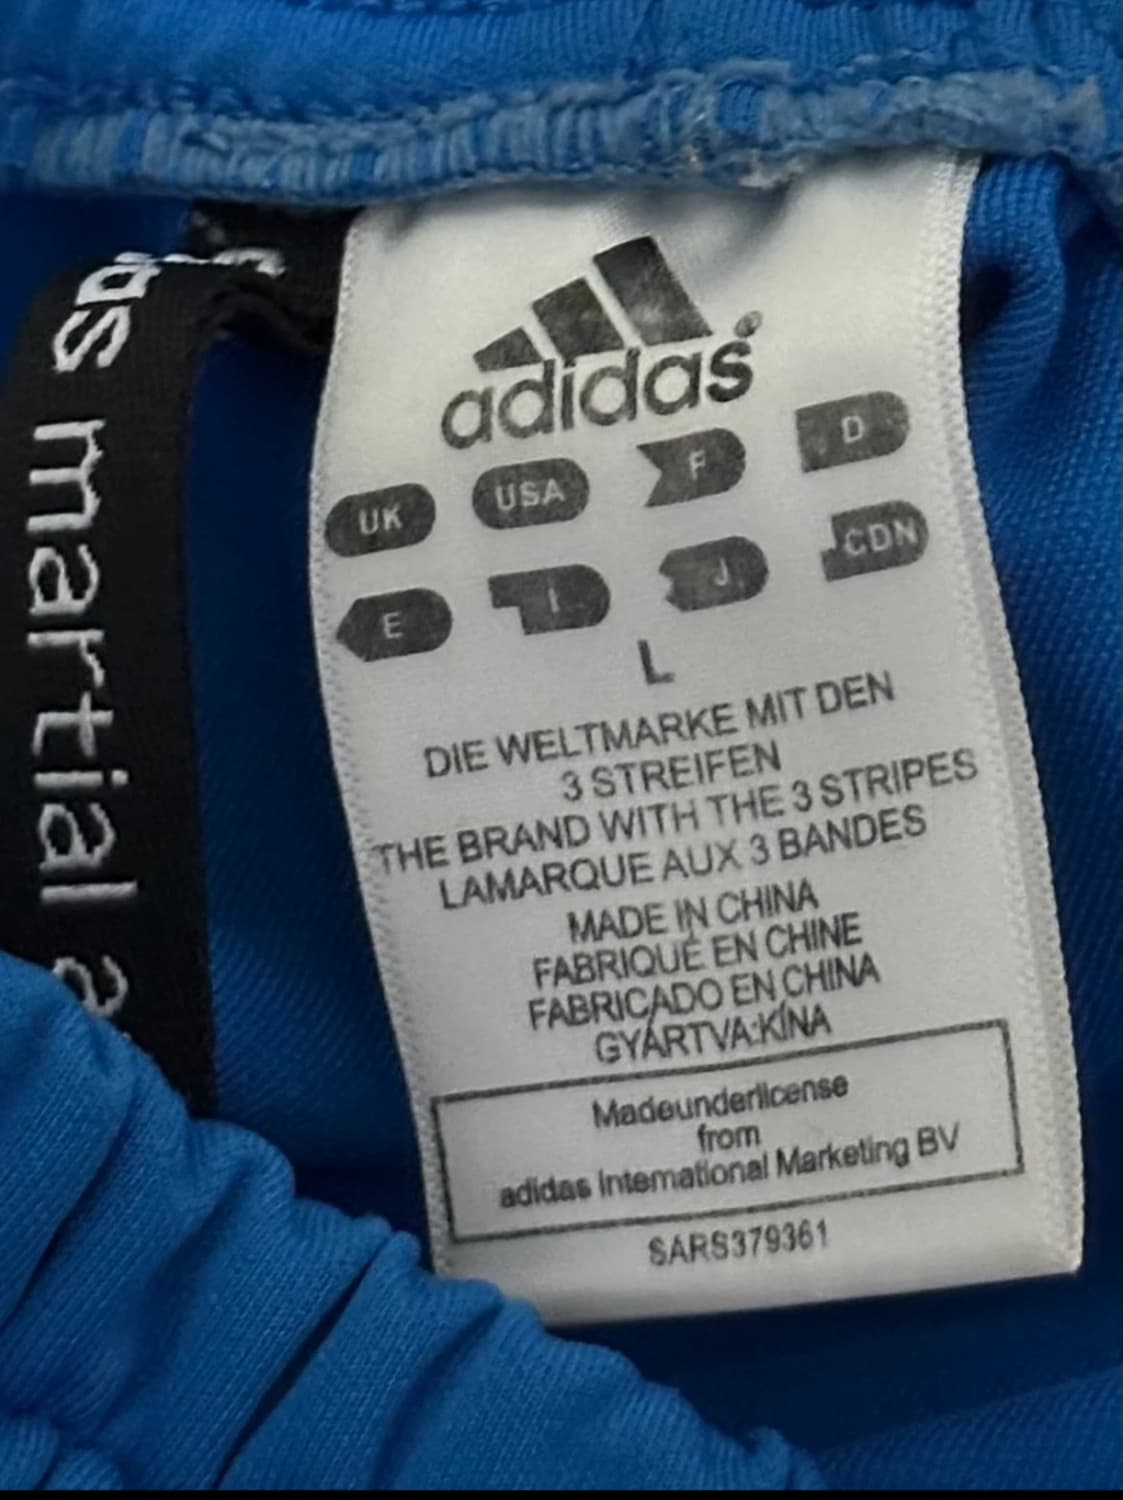 as martial a
adidas
UK USA F D
E I J CDN
L
DIE WELTMARKE MIT DEN
3 STREIFEN
THE BRAND WITH THE 3 STRIPES
LAMARQUE AUX 3 BANDES
MADE IN CHINA
FABRIQUÉ EN CHINE
FABRICADO EN CHINA
GYÁRTVA:KÍNA
Madeunderlicense
from
adidas International Marketing BV
SARS379361